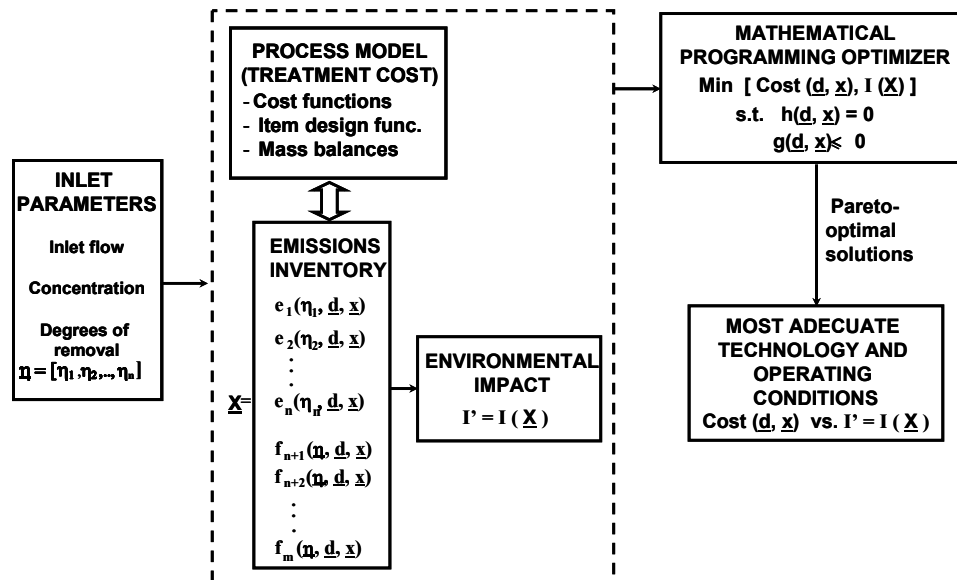 INLET
PARAMETERS
Inlet flow
Concentration
Degrees of
removal
η = [η₁,η₂,..,ηₙ]
PROCESS MODEL
(TREATMENT COST)
- Cost functions
- Item design func.
- Mass balances
X=
EMISSIONS
INVENTORY
e₁(η₁, d, x)
e₂(η₂, d, x)
eₙ(ηₙ, d, x)
fₙ₊₁(η, d, x)
fₙ₊₂(η, d, x)
fₘ(η, d, x)
ENVIRONMENTAL
IMPACT
I' = I ( X )
MATHEMATICAL
PROGRAMMING OPTIMIZER
Min [ Cost (d, x), I (X) ]
s.t. h(d, x) = 0
g(d, x)⩽ 0
Pareto-
optimal
solutions
MOST ADECUATE
TECHNOLOGY AND
OPERATING
CONDITIONS
Cost (d, x) vs. I' = I ( X )